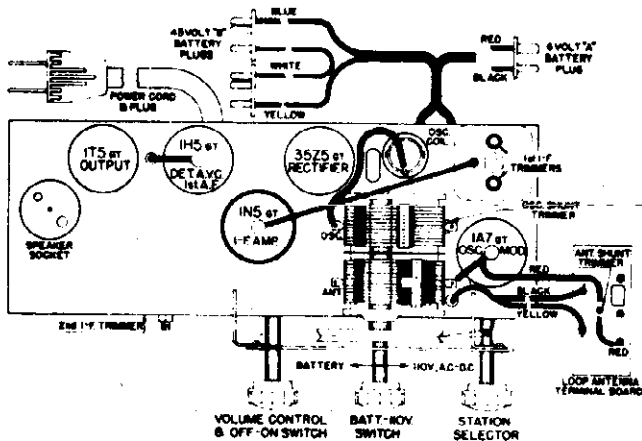 BLUE
45 VOLT "B"
BATTERY
PLUGS
WHITE
YELLOW
RED
BLACK
6 VOLT "A"
BATTERY
PLUG
POWER CORD
& PLUG
OSC.
COIL
1T5 GT
OUTPUT
1H5 GT
DET. A.V.C.
1st A.F.
35Z5 GT
RECTIFIER
1st I-F
TRIMMERS
1N5 GT
I-F AMP.
OSC. SHUNT
TRIMMER
OSC.
1A7 GT
OSC. MOD.
SPEAKER
SOCKET
ANT.
ANT. SHUNT
TRIMMER
RED
BLACK
YELLOW
RED
2nd I-F TRIMMER
LOOP ANTENNA
TERMINAL BOARD
BATTERY
110V., A.C.-D.C.
VOLUME CONTROL
& OFF-ON SWITCH
BATT.-110V.
SWITCH
STATION
SELECTOR